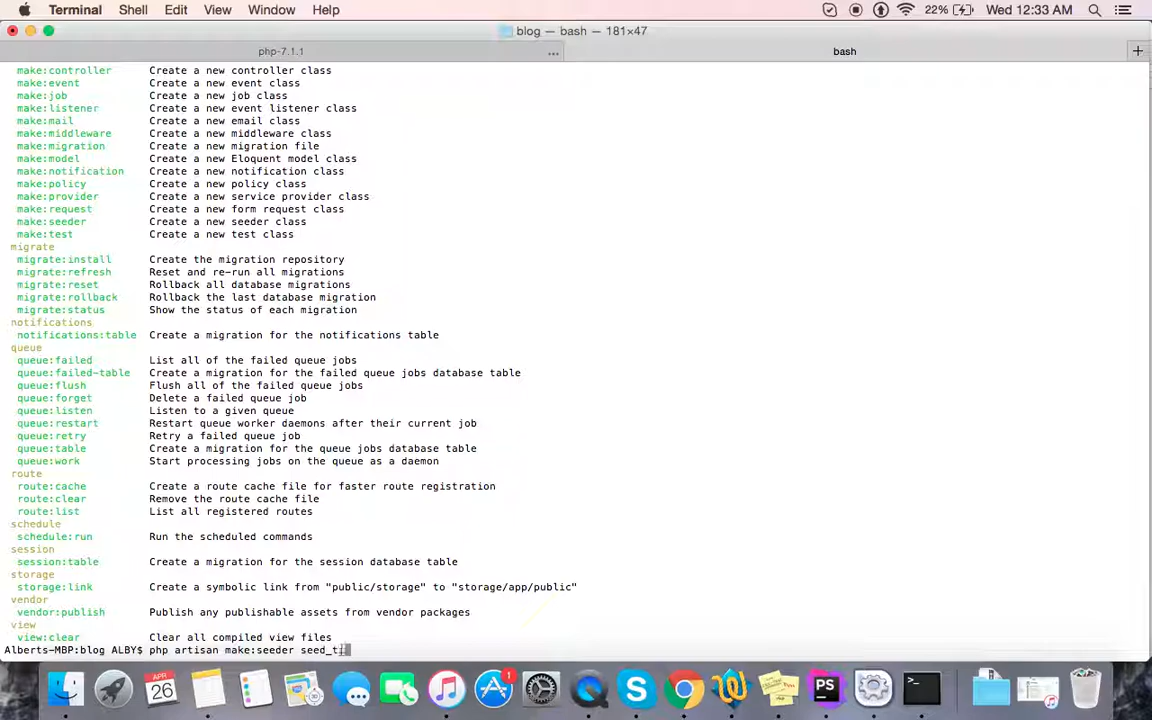 Terminal Shell Edit View Window Help 22% Wed 12:33 AM
blog — bash — 181×47
php-7.1.1 ... bash +
make:controller Create a new controller class
make:event Create a new event class
make:job Create a new job class
make:listener Create a new event listener class
make:mail Create a new email class
make:middleware Create a new middleware class
make:migration Create a new migration file
make:model Create a new Eloquent model class
make:notification Create a new notification class
make:policy Create a new policy class
make:provider Create a new service provider class
make:request Create a new form request class
make:seeder Create a new seeder class
make:test Create a new test class
migrate
migrate:install Create the migration repository
migrate:refresh Reset and re-run all migrations
migrate:reset Rollback all database migrations
migrate:rollback Rollback the last database migration
migrate:status Show the status of each migration
notifications
notifications:table Create a migration for the notifications table
queue
queue:failed List all of the failed queue jobs
queue:failed-table Create a migration for the failed queue jobs database table
queue:flush Flush all of the failed queue jobs
queue:forget Delete a failed queue job
queue:listen Listen to a given queue
queue:restart Restart queue worker daemons after their current job
queue:retry Retry a failed queue job
queue:table Create a migration for the queue jobs database table
queue:work Start processing jobs on the queue as a daemon
route
route:cache Create a route cache file for faster route registration
route:clear Remove the route cache file
route:list List all registered routes
schedule
schedule:run Run the scheduled commands
session
session:table Create a migration for the session database table
storage
storage:link Create a symbolic link from "public/storage" to "storage/app/public"
vendor
vendor:publish Publish any publishable assets from vendor packages
view
view:clear Clear all compiled view files
Alberts-MBP:blog ALBY$ php artisan make:seeder
APR
26
1
PS